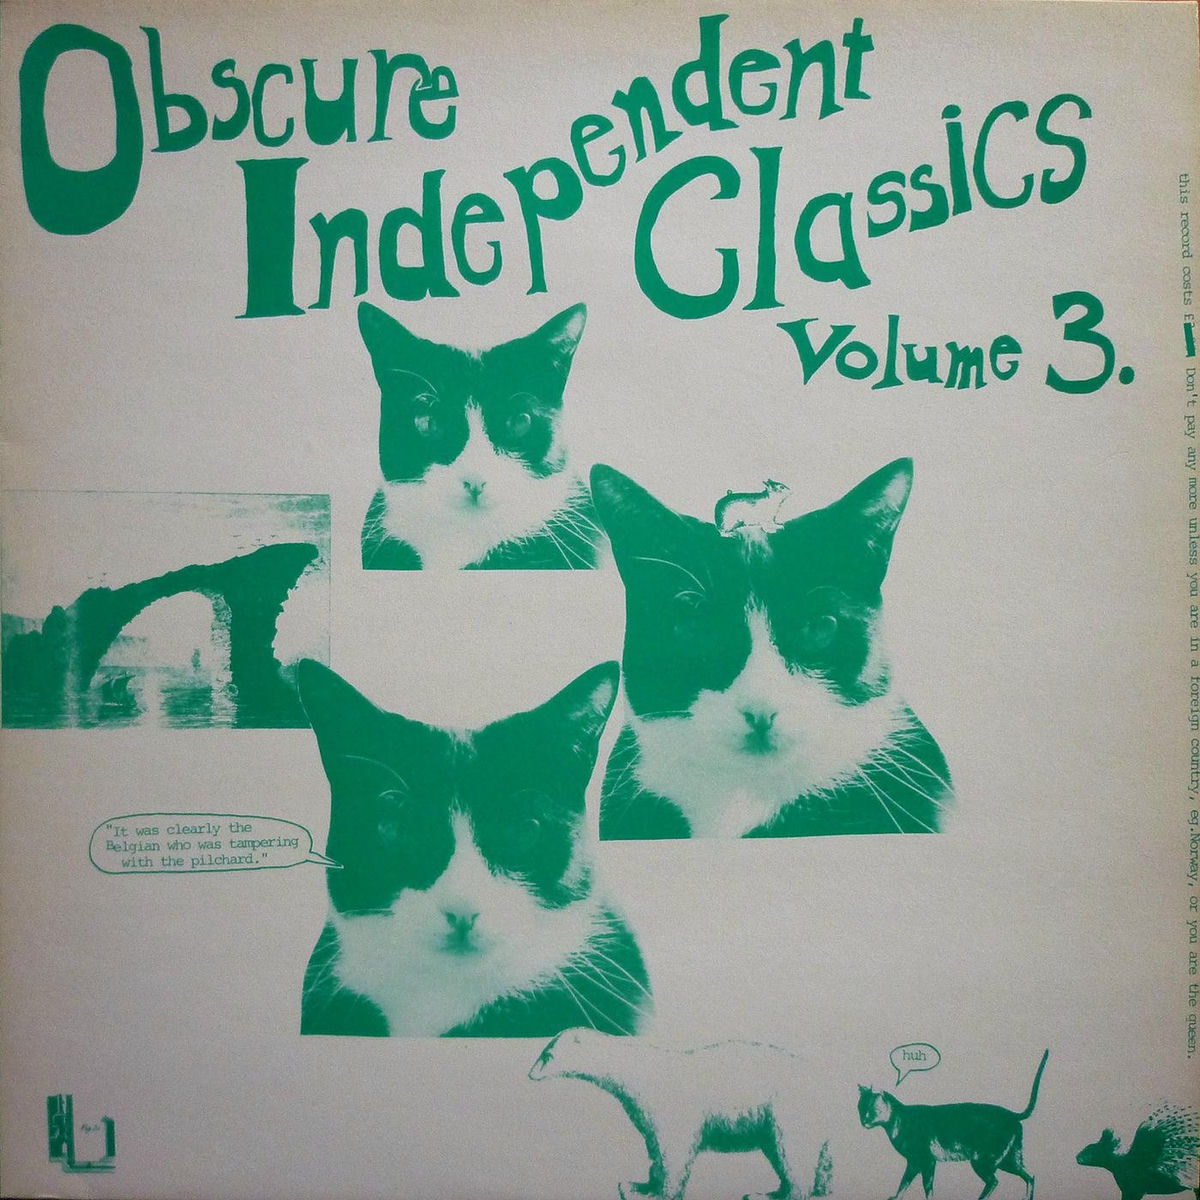 Obscure
Independent
Classics
Volume 3.
this record costs £ Don't pay any more unless you are in a foreign country, eg.Norway, or you are the queen.
"It was clearly the
Belgian who was tampering
with the pilchard."
huh